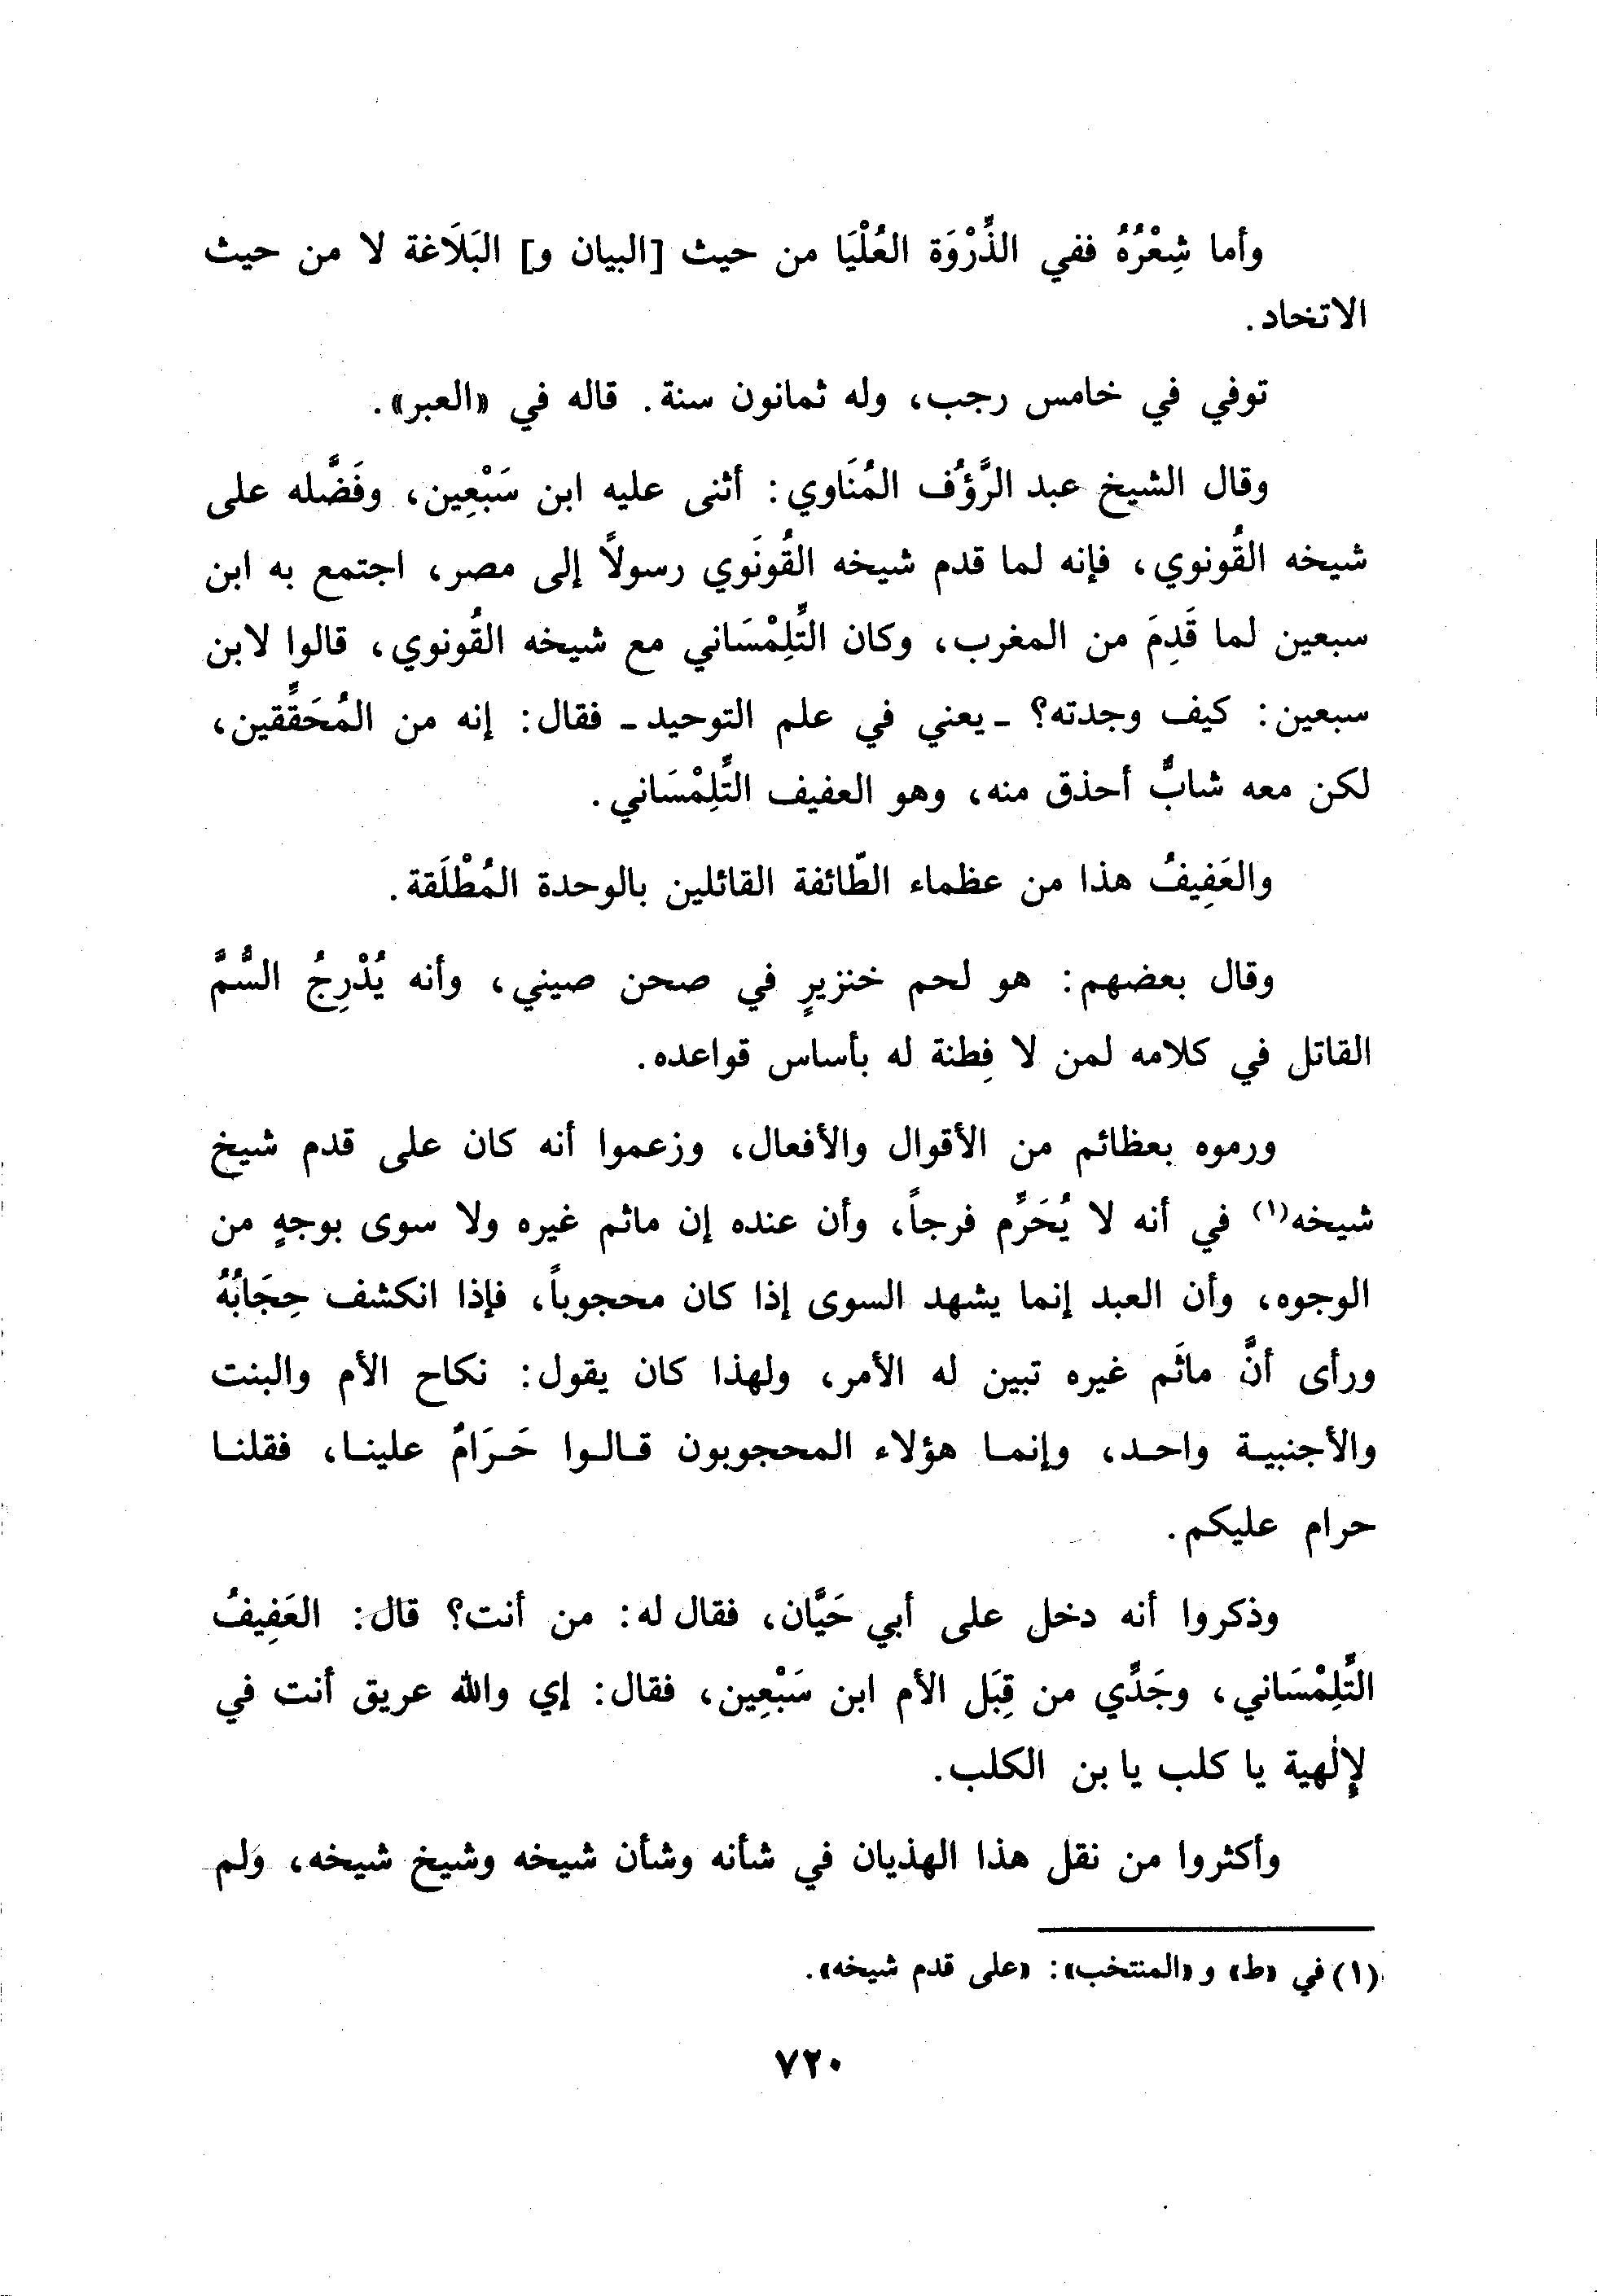 وأما شِعْرُهُ ففي الذِّرْوَة العُلْيَا من حيث [البيان و] البَلَاغة لا من حيث
الاتخاد.
توفي في خامس رجب، وله ثمانون سنة. قاله في «العبر».
وقال الشيخ عبد الرَّؤُف المُنَاوي: أثنى عليه ابن سَبْعِين، وفَضَّله على
شيخه القُونوي، فإنه لما قدم شيخه القُونَوي رسولاً إلى مصر، اجتمع به ابن
سبعين لما قَدِمَ من المغرب، وكان التِّلِمْسَاني مع شيخه القُونوي، قالوا لابن
سبعين: كيف وجدته؟ ـ يعني في علم التوحيد ـ فقال: إنه من المُحَقِّقين،
لكن معه شابٌّ أحذق منه، وهو العفيف التِّلِمْسَاني.
والعَفِيفُ هذا من عظماء الطّائفة القائلين بالوحدة المُطْلَقة.
وقال بعضهم: هو لحم خنزيرٍ في صحن صيني، وأنه يُدْرِجُ السُّمَّ
القاتل في كلامه لمن لا فِطنة له بأساس قواعده.
ورموه بعظائم من الأقوال والأفعال، وزعموا أنه كان على قدم شيخ
شيخه(١) في أنه لا يُحَرِّم فرجاً، وأن عنده إن ماثم غيره ولا سوى بوجهٍ من
الوجوه، وأن العبد إنما يشهد السوى إذا كان محجوباً، فإذا انكشف حِجَابُهُ
ورأى أنَّ ماثَم غيره تبين له الأمر، ولهذا كان يقول: نكاح الأم والبنت
والأجنبيـة واحـد، وإنمـا هؤلاء المحجوبون قـالـوا حَـرَامٌ علينـا، فقلنـا
حرام عليكم.
وذكروا أنه دخل على أبي حَيَّان، فقال له: من أنت؟ قال: العَفِيفُ
التِّلِمْسَاني، وجَدِّي من قِبَل الأم ابن سَبْعِين، فقال: إي والله عريق أنت في
لإِلٰهية يا كلب يا بن الكلب.
وأكثروا من نقل هذا الهذيان في شأنه وشأن شيخه وشيخ شيخه، وَلم
(١) في «ط» و «المنتخب»: «على قدم شيخه».
٧٢٠